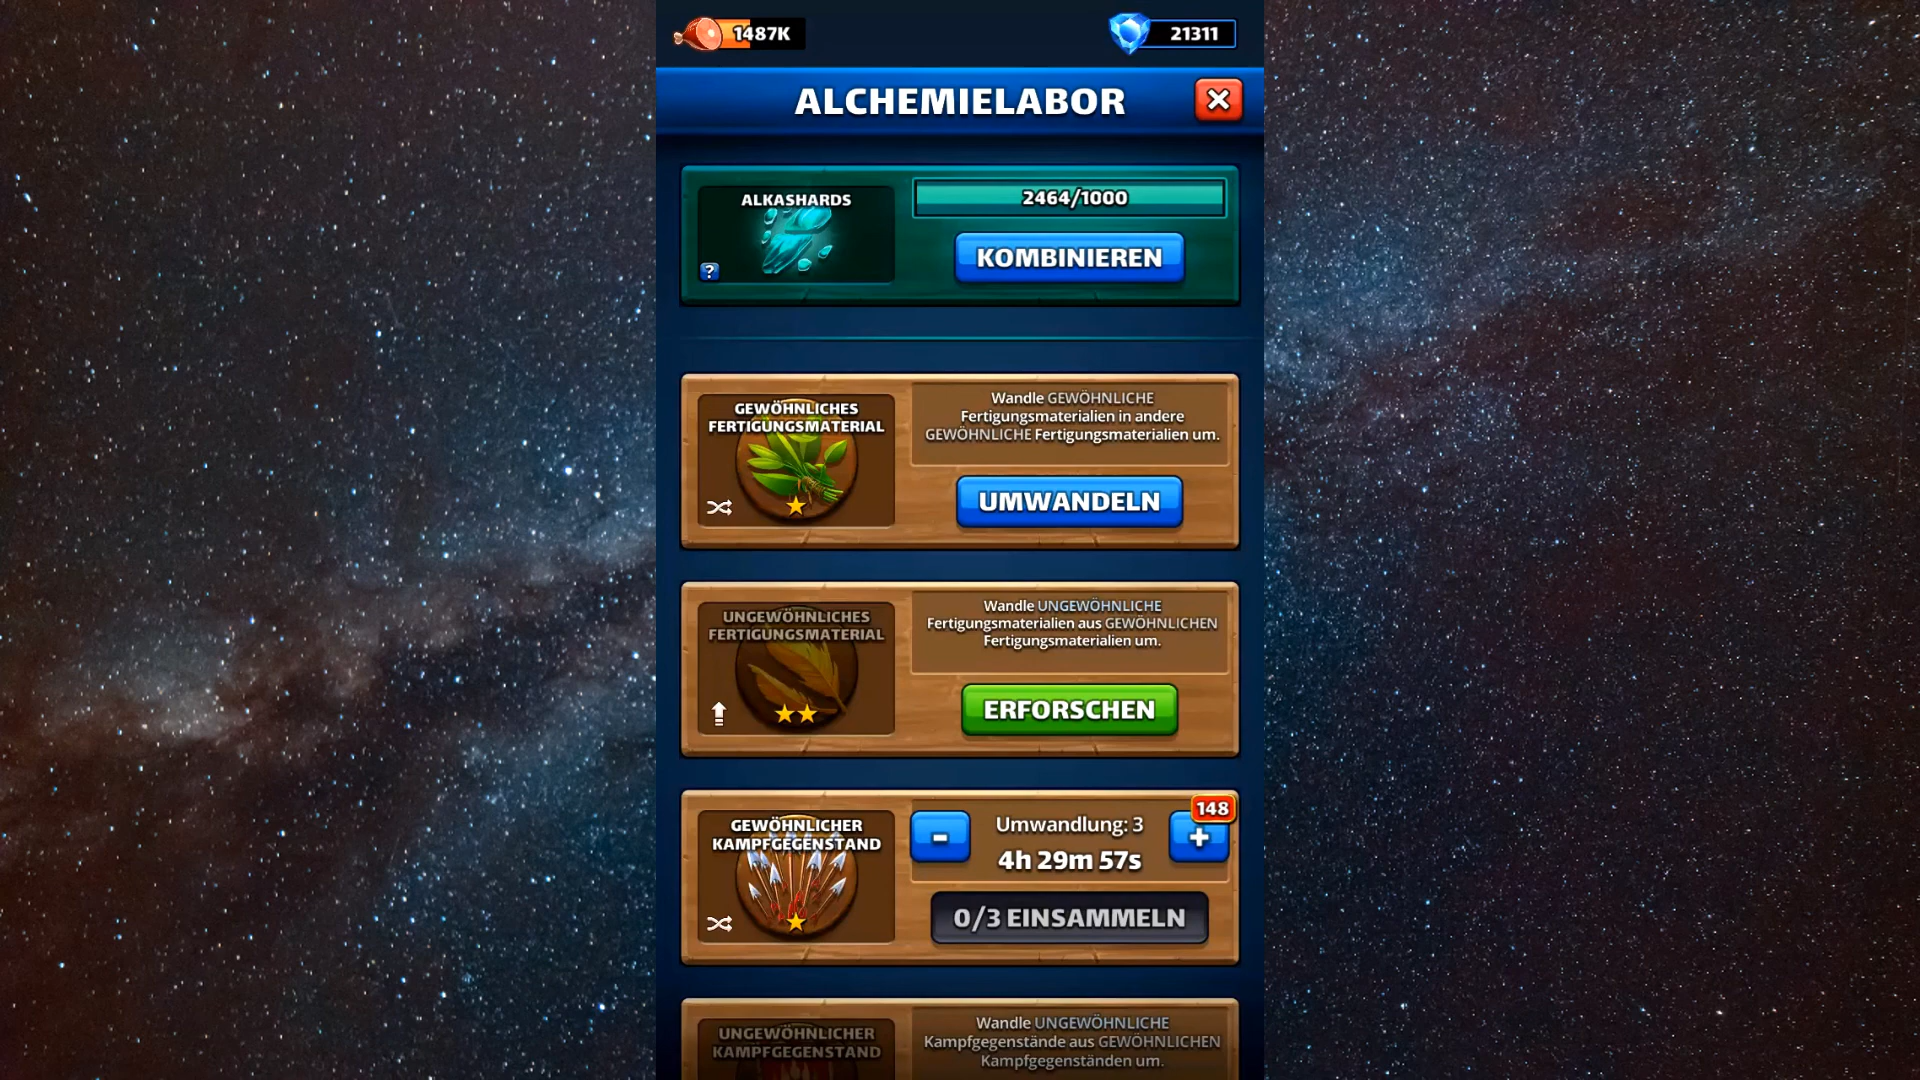 1487K
21311
ALCHEMIELABOR
ALKASHARDS
?
2464/1000
KOMBINIEREN
GEWÖHNLICHES
FERTIGUNGSMATERIAL
Wandle GEWÖHNLICHE
Fertigungsmaterialien in andere
GEWÖHNLICHE Fertigungsmaterialien um.
UMWANDELN
UNGEWÖHNLICHES
FERTIGUNGSMATERIAL
Wandle UNGEWÖHNLICHE
Fertigungsmaterialien aus GEWÖHNLICHEN
Fertigungsmaterialien um.
ERFORSCHEN
GEWÖHNLICHER
KAMPFGEGENSTAND
-
Umwandlung: 3
4h 29m 57s
148
+
0/3 EINSAMMELN
UNGEWÖHNLICHER
KAMPFGEGENSTAND
Wandle UNGEWÖHNLICHE
Kampfgegenstände aus GEWÖHNLICHEN
Kampfgegenständen um.